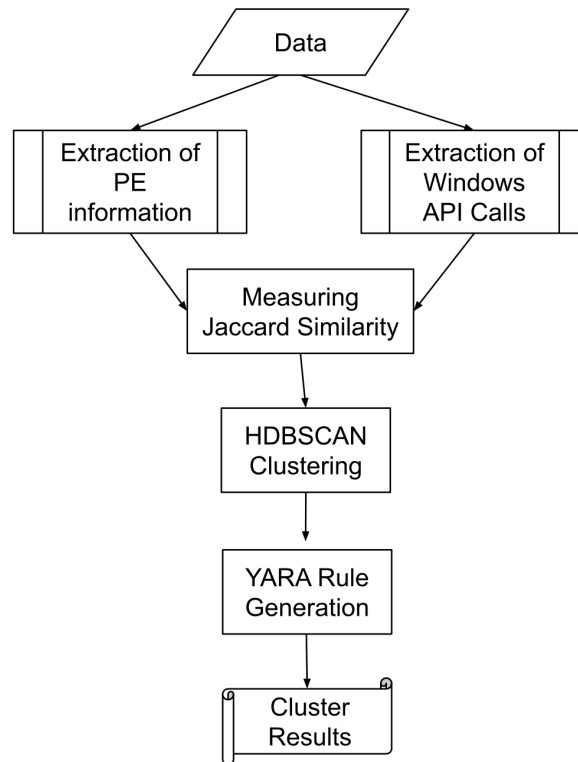 Data
Extraction of
PE
information
Extraction of
Windows
API Calls
Measuring
Jaccard Similarity
HDBSCAN
Clustering
YARA Rule
Generation
Cluster
Results